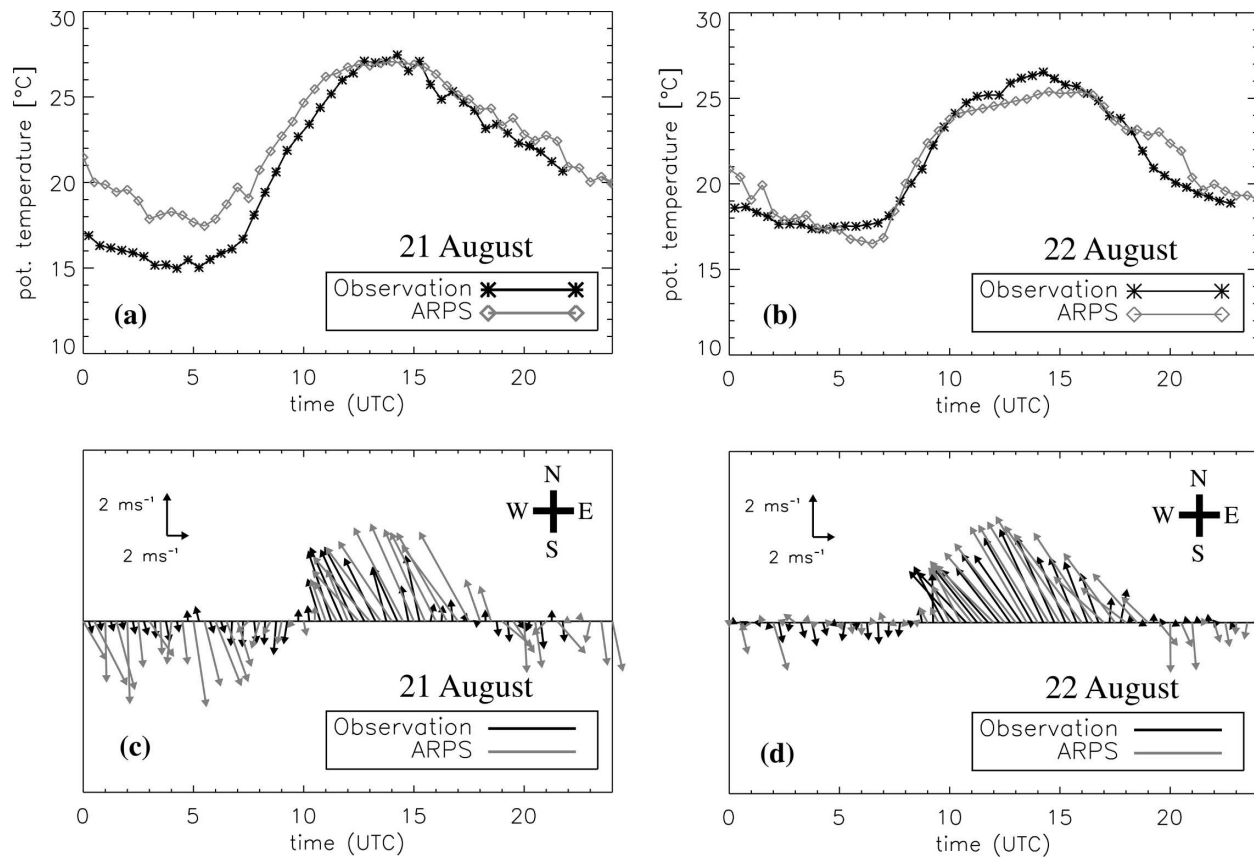 30
25
20
15
10
pot. temperature [°C]
21 August
Observation
ARPS
(a)
0 5 10 15 20
time (UTC)
30
25
20
15
10
pot. temperature [°C]
22 August
Observation
ARPS
(b)
0 5 10 15 20
time (UTC)
2 ms⁻¹
2 ms⁻¹
N
W E
S
21 August
Observation
ARPS
(c)
0 5 10 15 20
time (UTC)
2 ms⁻¹
2 ms⁻¹
N
W E
S
22 August
Observation
ARPS
(d)
0 5 10 15 20
time (UTC)